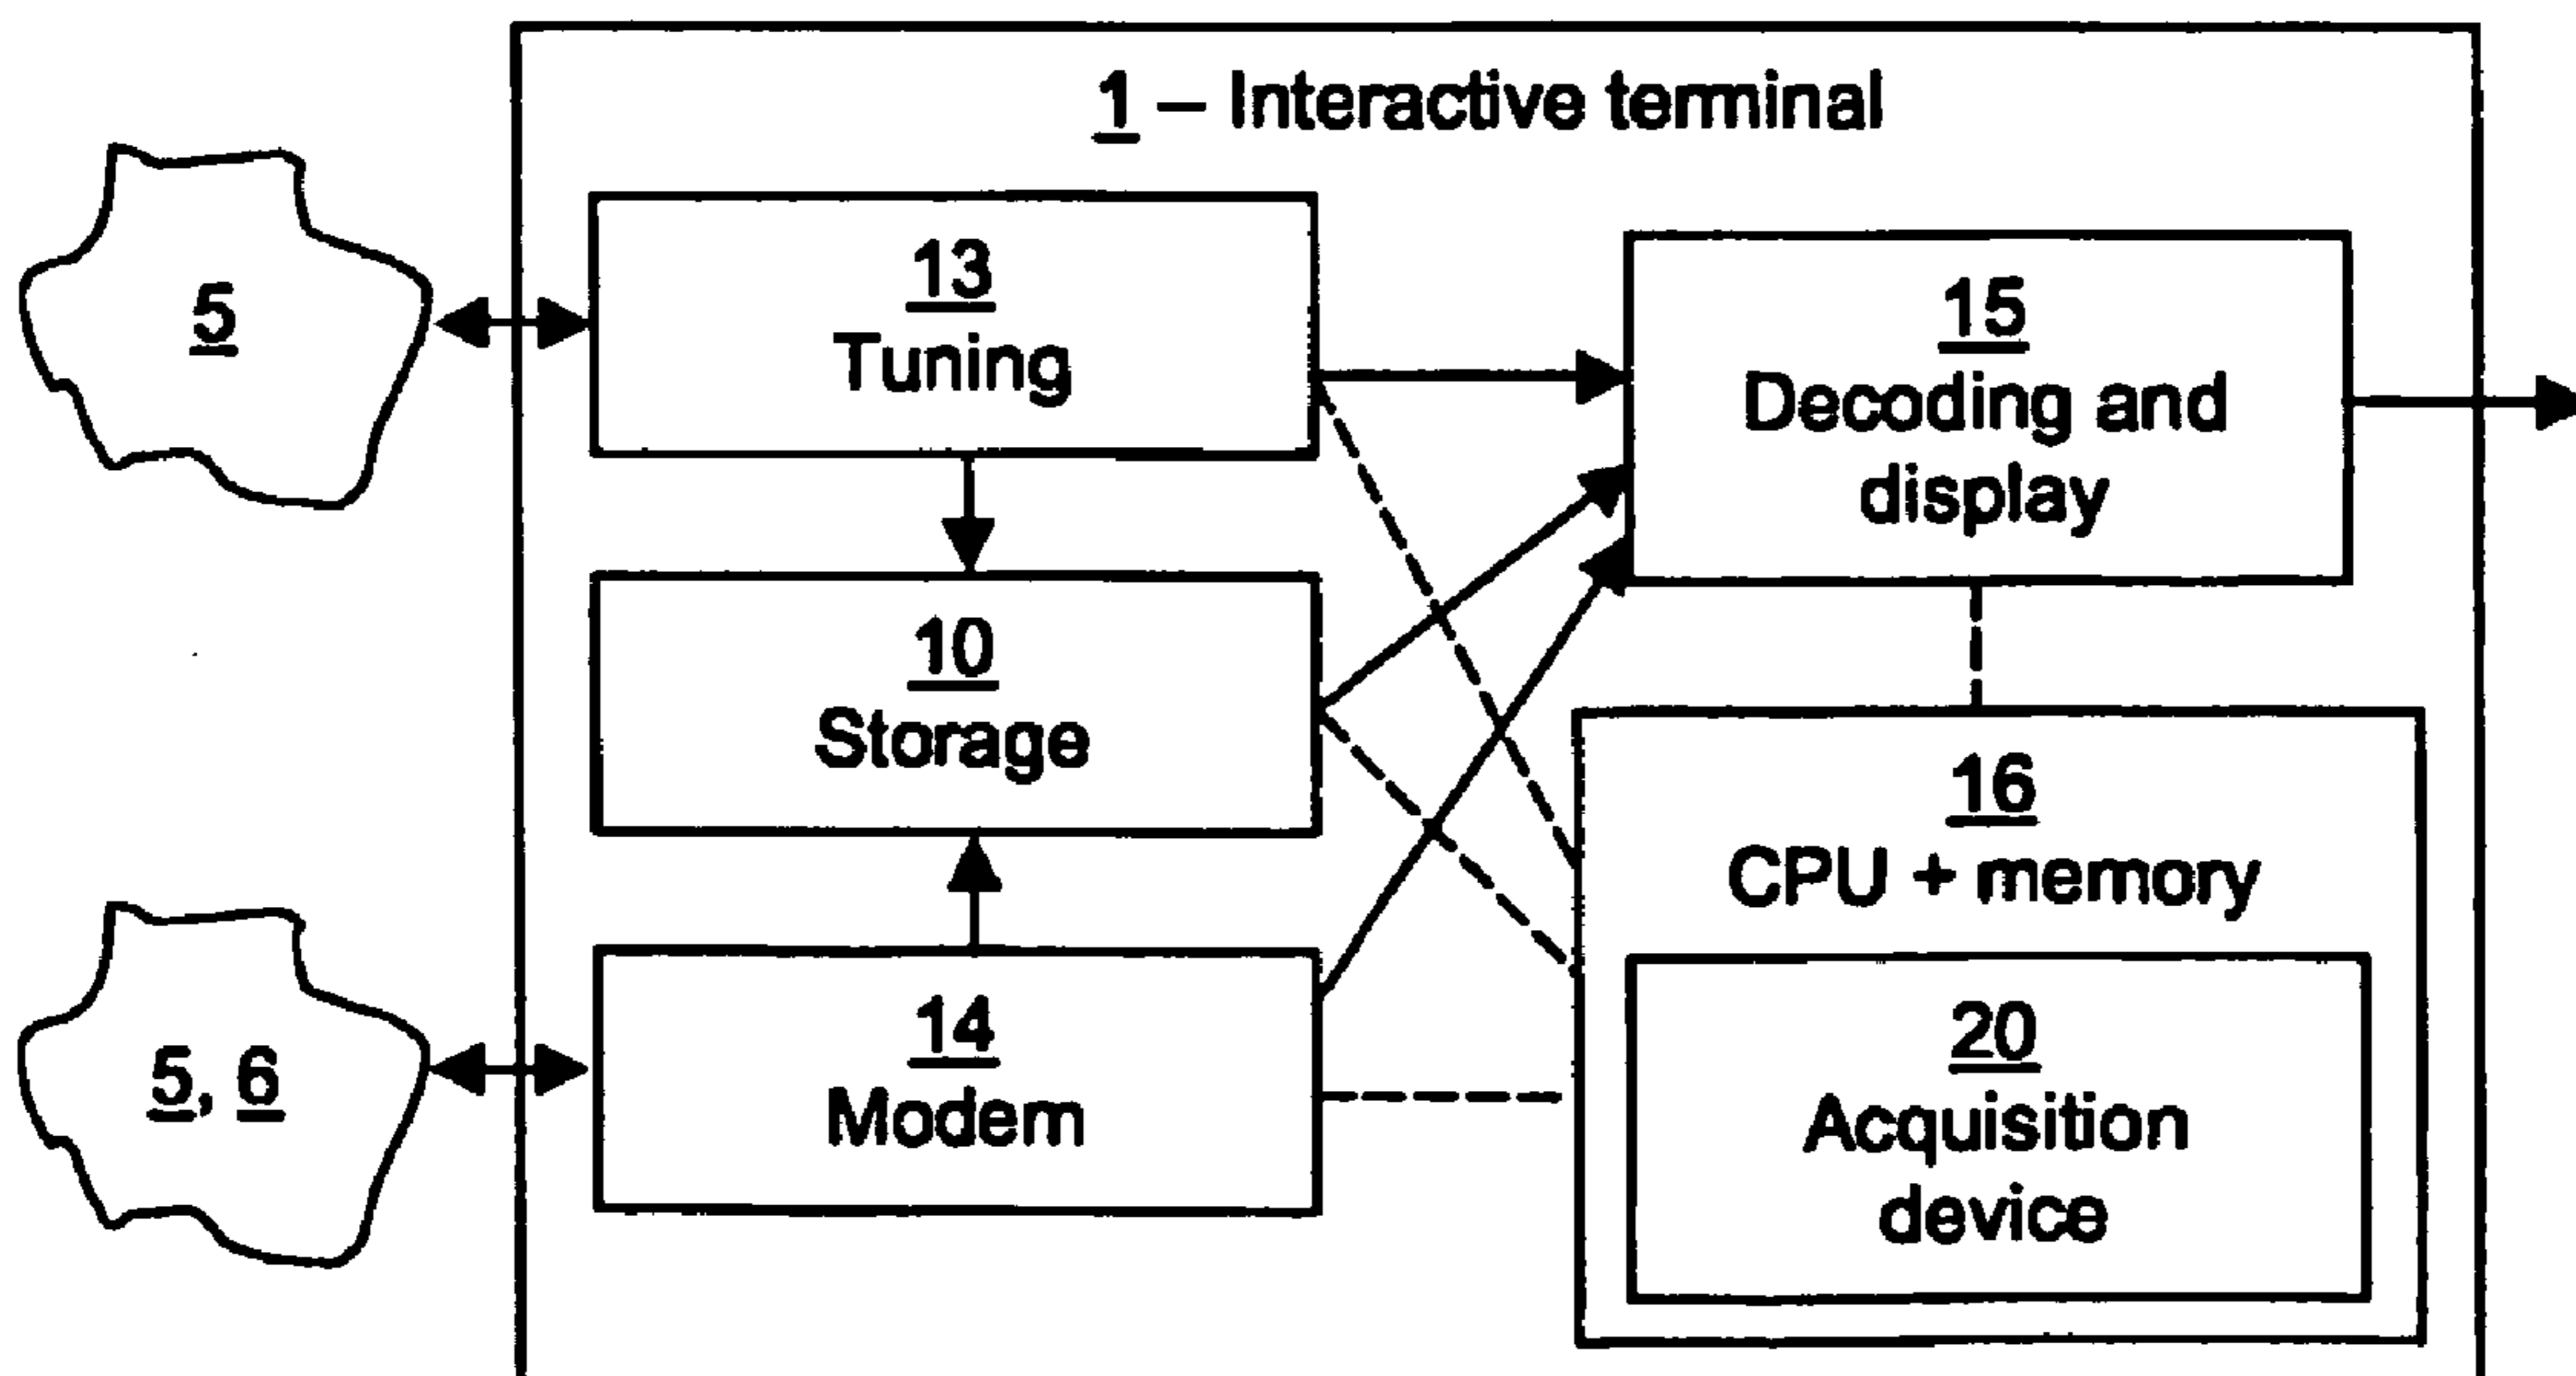 1 – Interactive terminal
5
13
Tuning
15
Decoding and
display
10
Storage
16
CPU + memory
5, 6
14
Modem
20
Acquisition
device